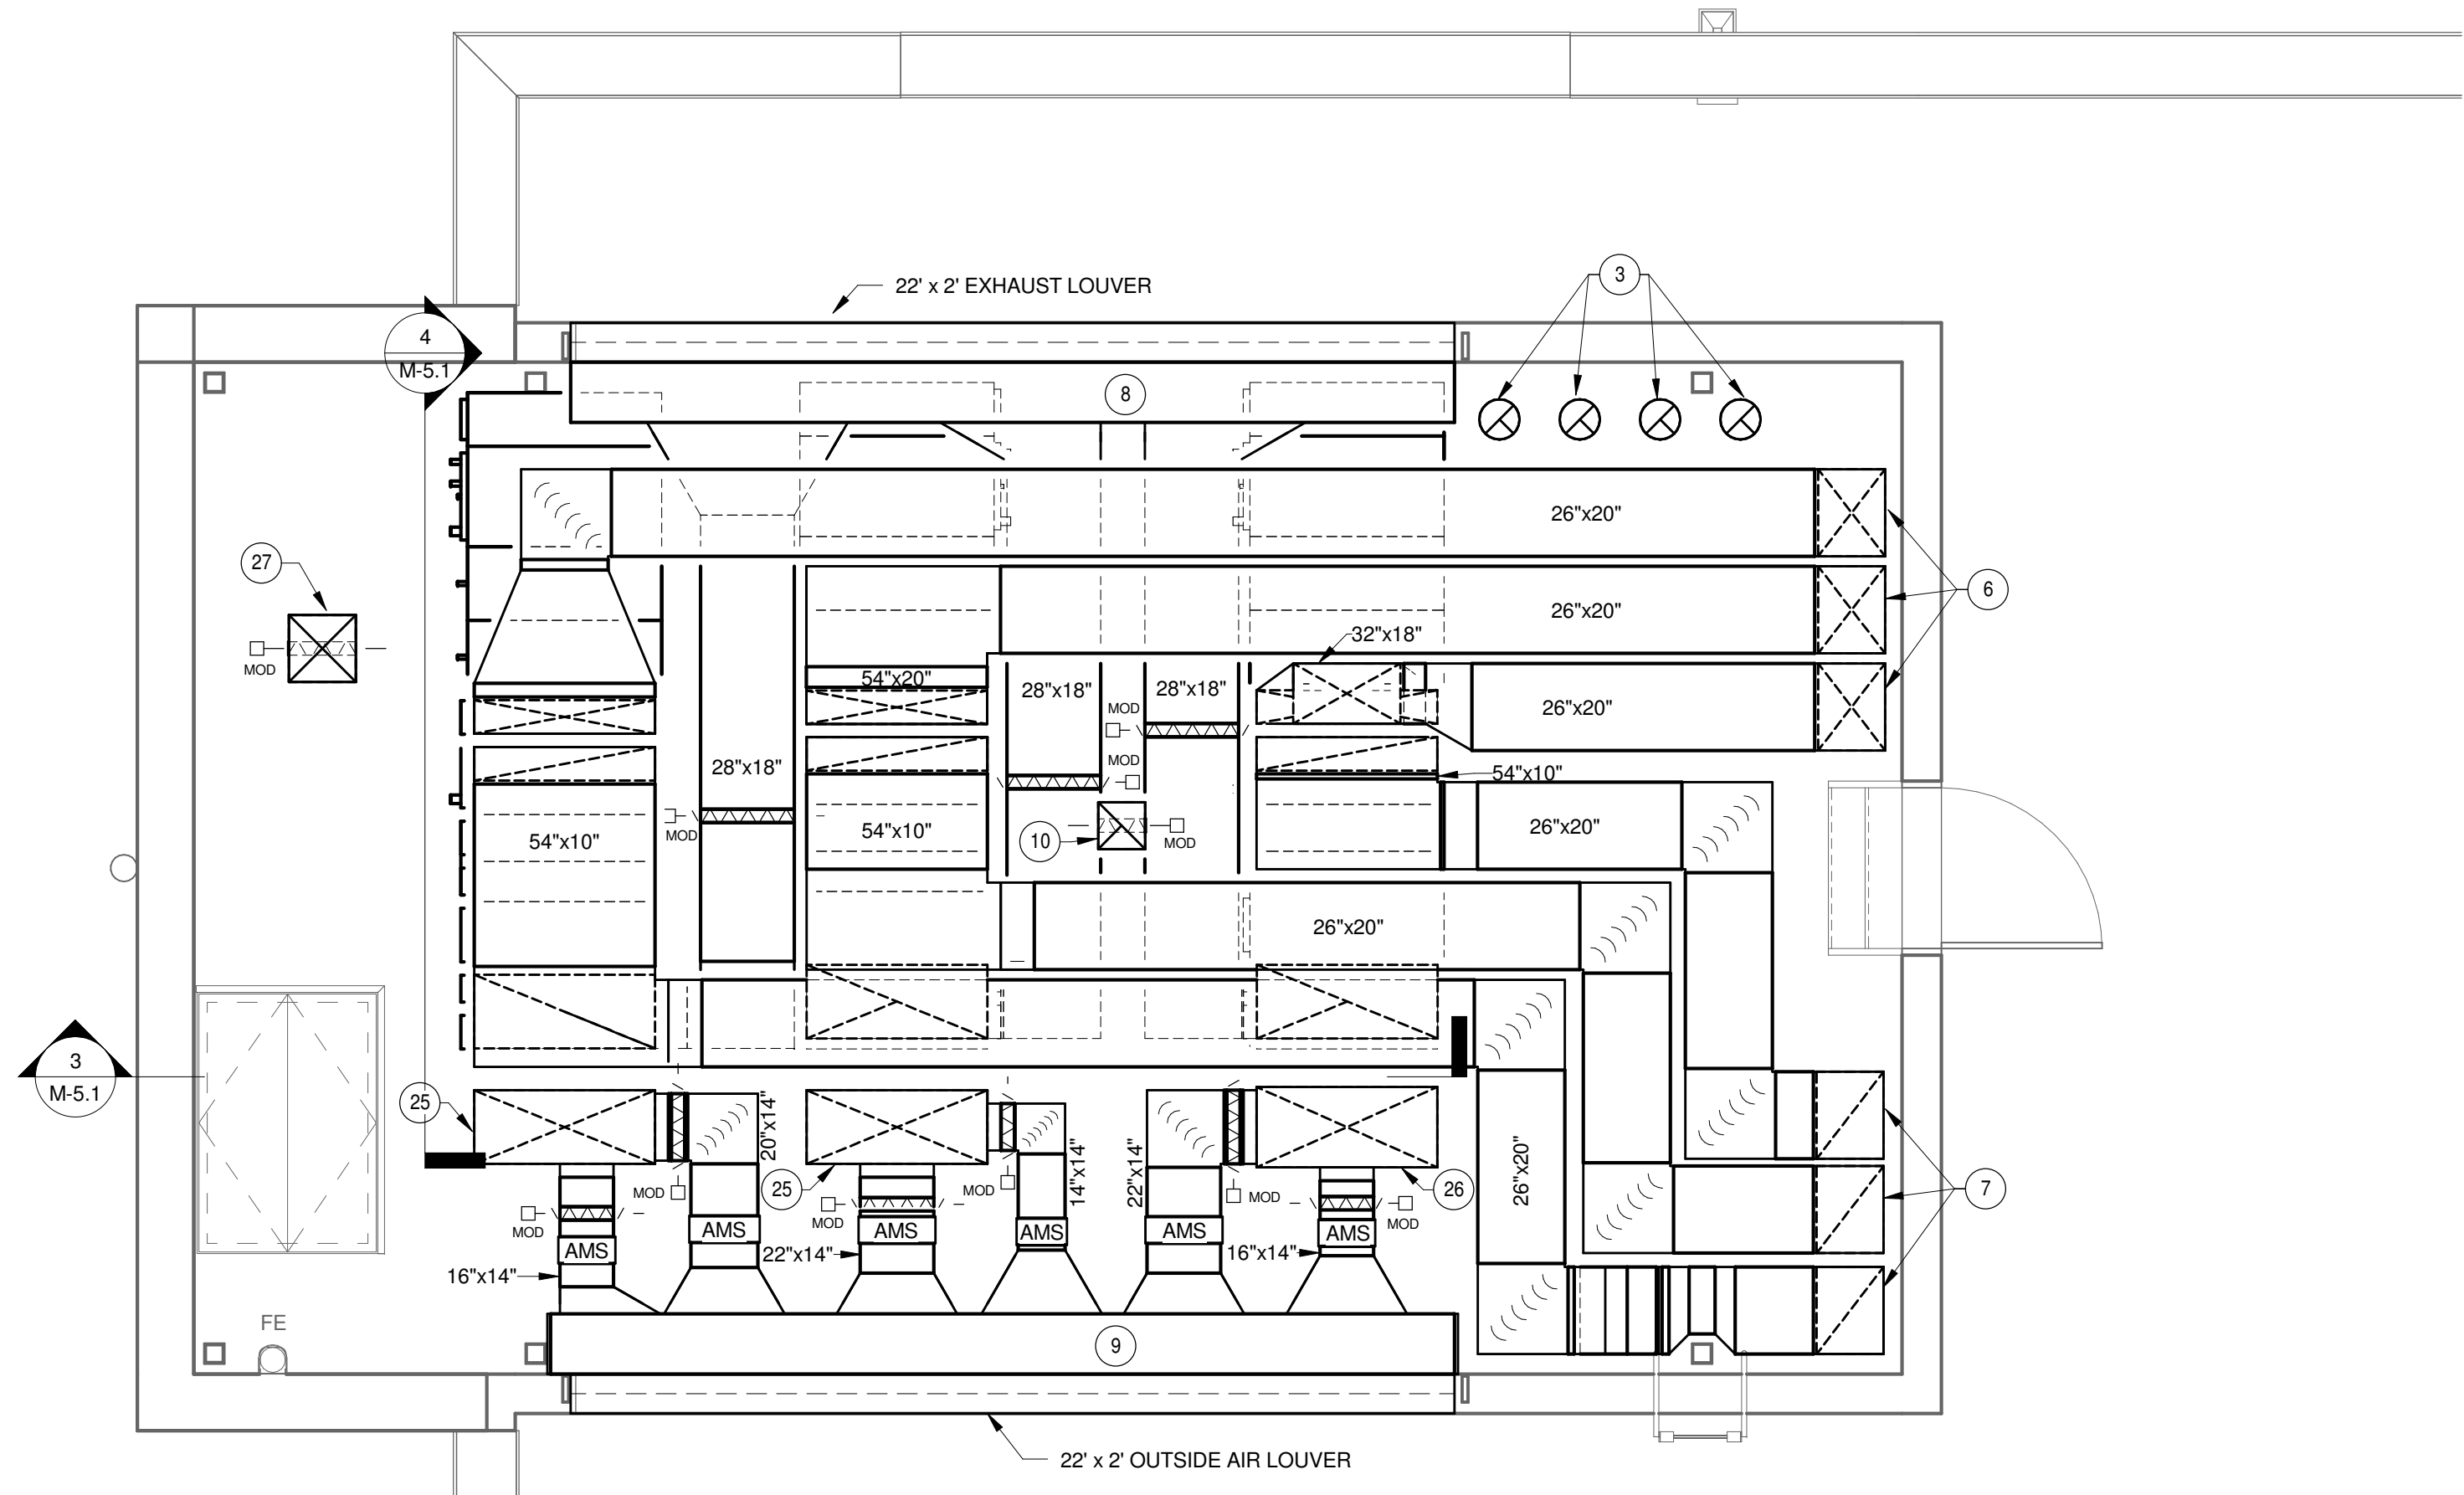 3
22' x 2' EXHAUST LOUVER
4
M-5.1
8
26"x20"
27
MOD
26"x20"
6
32"x18"
54"x20"
28"x18"
28"x18"
26"x20"
MOD
MOD
28"x18"
54"x10"
54"x10"
54"x10"
MOD
10
MOD
26"x20"
26"x20"
3
M-5.1
25
20"x14"
14"x14"
22"x14"
26"x20"
MOD
25
MOD
MOD
26
7
MOD
MOD
MOD
AMS
AMS
AMS
AMS
AMS
AMS
22"x14"
16"x14"
16"x14"
FE
9
22' x 2' OUTSIDE AIR LOUVER